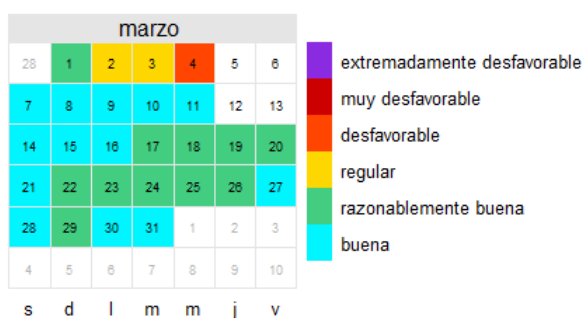 marzo
28 1 2 3 4 5 6
7 8 9 10 11 12 13
14 15 16 17 18 19 20
21 22 23 24 25 26 27
28 29 30 31 1 2 3
4 5 6 7 8 9 10
s d l m m j v
extremadamente desfavorable
muy desfavorable
desfavorable
regular
razonablemente buena
buena